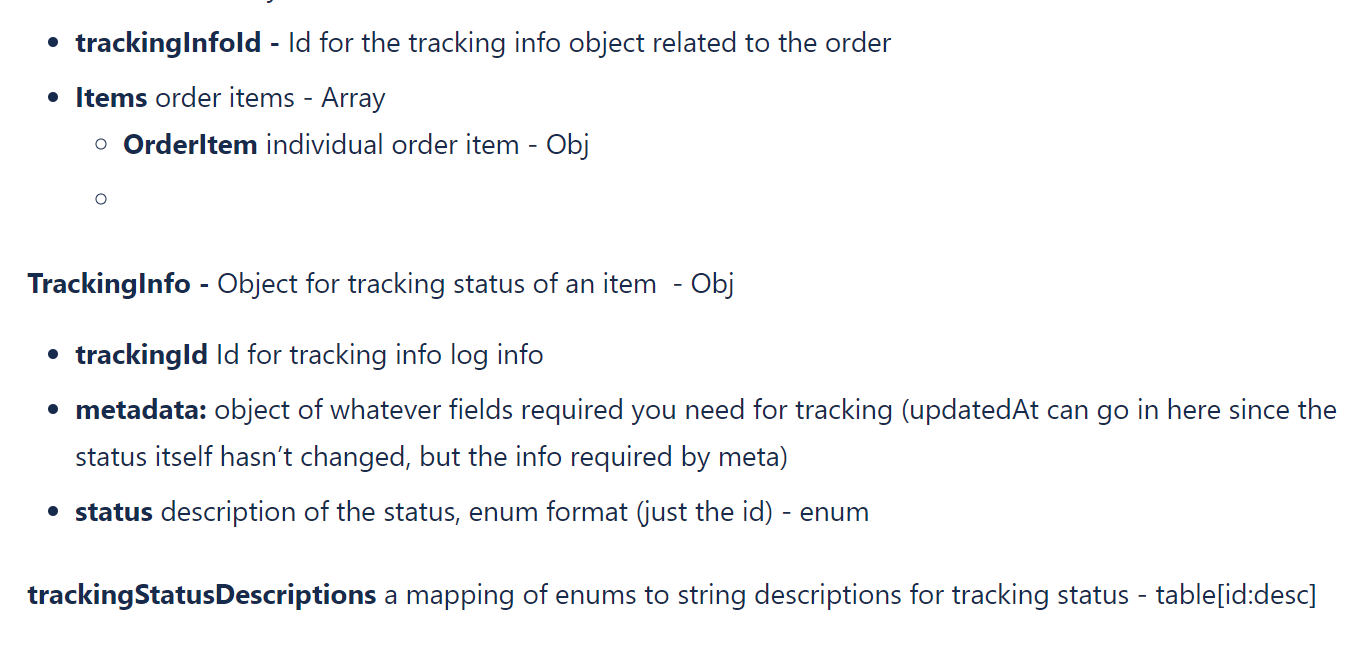 trackingInfoId - Id for the tracking info object related to the order
Items order items - Array
OrderItem individual order item - Obj
TrackingInfo - Object for tracking status of an item  - Obj
trackingId Id for tracking info log info
metadata: object of whatever fields required you need for tracking (updatedAt can go in here since the
status itself hasn’t changed, but the info required by meta)
status description of the status, enum format (just the id) - enum
trackingStatusDescriptions a mapping of enums to string descriptions for tracking status - table[id:desc]